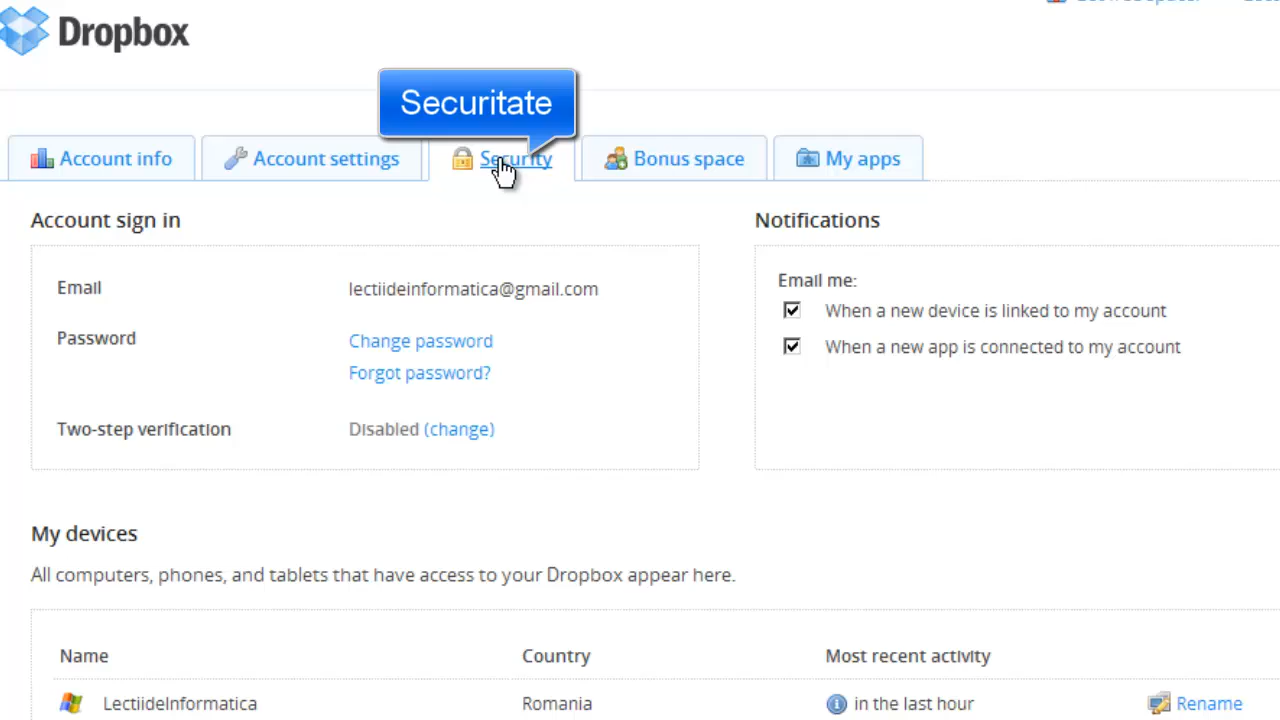 Dropbox
Securitate
Account info
Account settings
Security
Bonus space
My apps
Account sign in
Email
lectiideinformatica@gmail.com
Password
Change password
Forgot password?
Two-step verification
Disabled (change)
Notifications
Email me:
When a new device is linked to my account
When a new app is connected to my account
My devices
All computers, phones, and tablets that have access to your Dropbox appear here.
Name Country Most recent activity
LectiideInformatica Romania in the last hour Rename